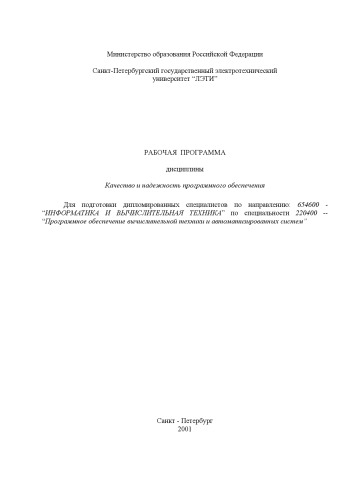 Министерство образования Российской Федерации
Санкт-Петербургский государственный электротехнический
университет “ЛЭТИ”
РАБОЧАЯ ПРОГРАММА
дисциплины
Качество и надежность программного обеспечения
Для подготовки дипломированных специалистов по направлению: 654600 -
“ИНФОРМАТИКА И ВЫЧИСЛИТЕЛЬНАЯ ТЕХНИКА” по специальности 220400 --
“Программное обеспечение вычислительной техники и автоматизированных систем”
Санкт - Петербург
2001